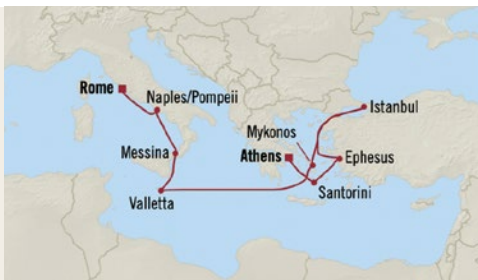 Rome
Naples/Pompeii
Istanbul
Mykonos
Messina
Athens
Ephesus
Santorini
Valletta